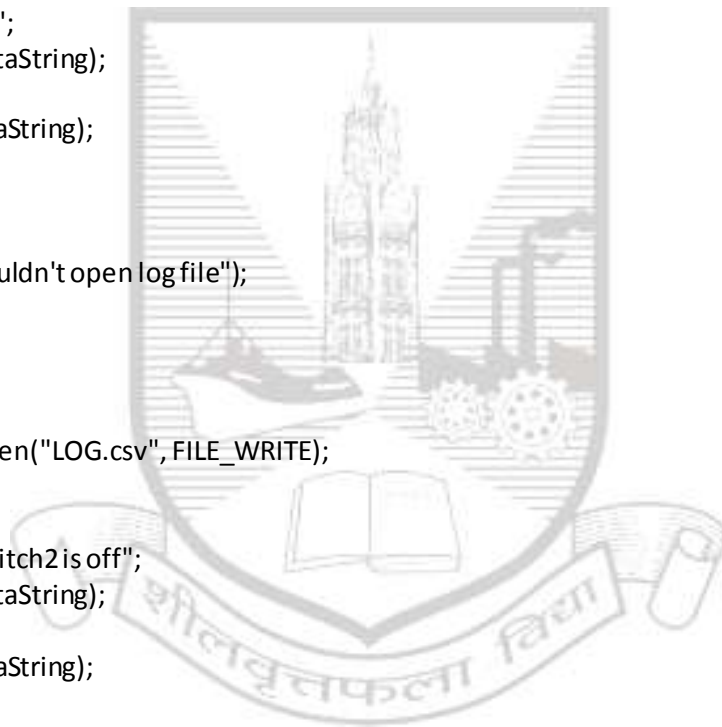 ";
taString);
aString);
uldn't open log file");
en("LOG.csv", FILE_WRITE);
itch2 is off";
taString);
aString);
शीलवृत्तफला विद्या